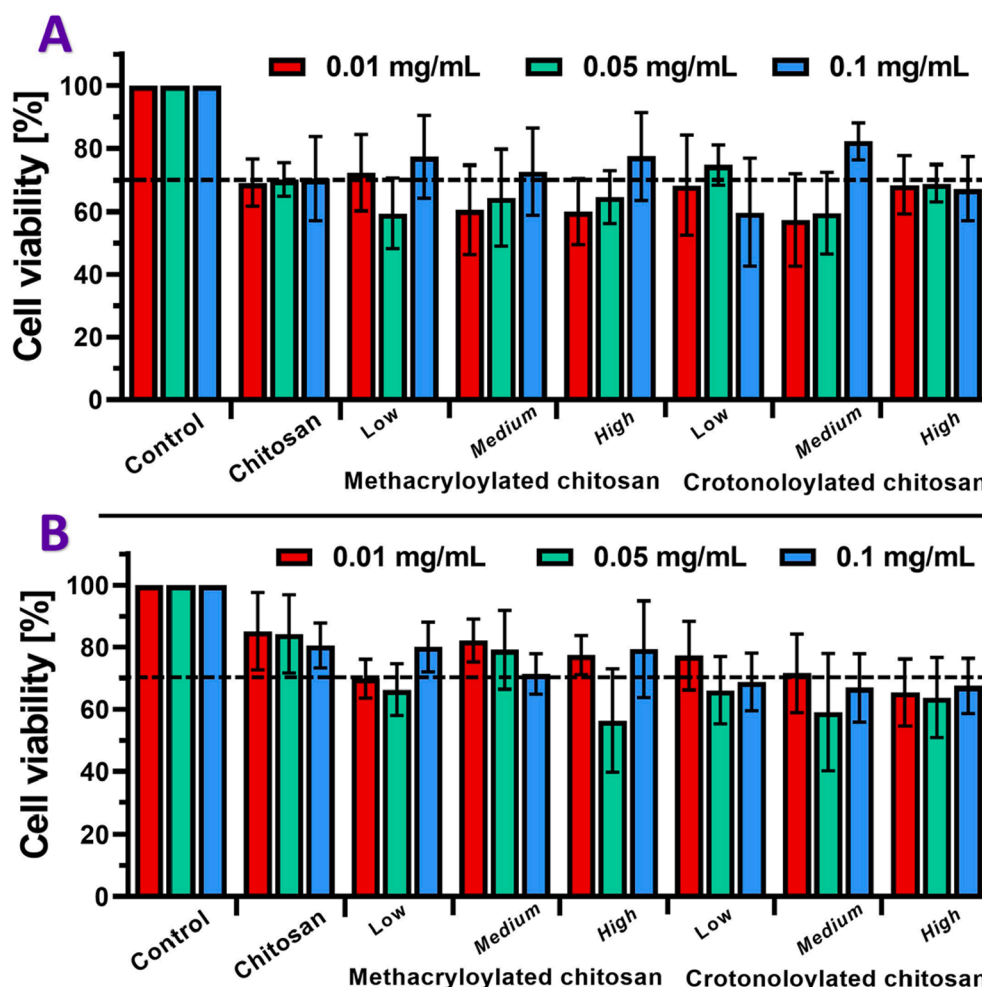 A
0.01 mg/mL 0.05 mg/mL 0.1 mg/mL
Cell viability [%]
100
80
60
40
20
0
Control Chitosan Low Medium High Low Medium High
Methacryloylated chitosan Crotonoloylated chitosan
B
0.01 mg/mL 0.05 mg/mL 0.1 mg/mL
Cell viability [%]
100
80
60
40
20
0
Control Chitosan Low Medium High Low Medium High
Methacryloylated chitosan Crotonoloylated chitosan